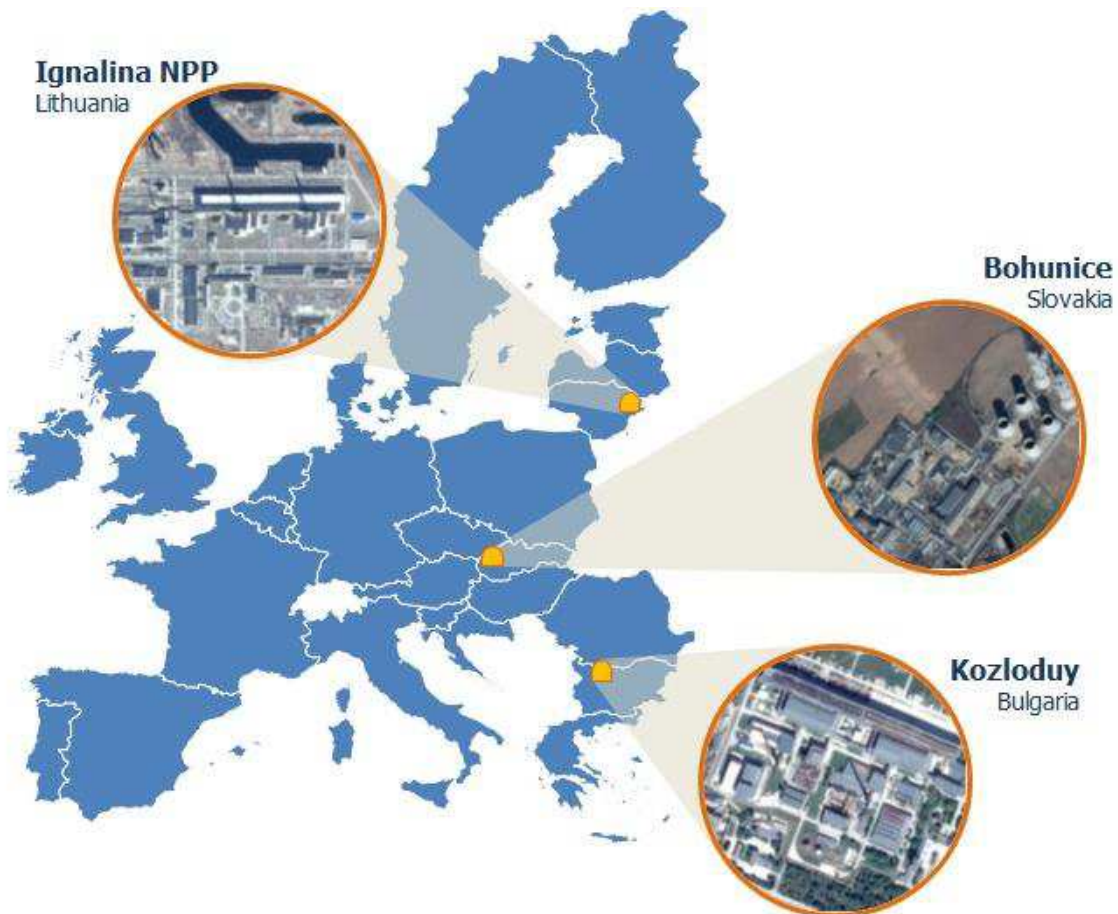 Ignalina NPP
Lithuania
Bohunice
Slovakia
Kozloduy
Bulgaria